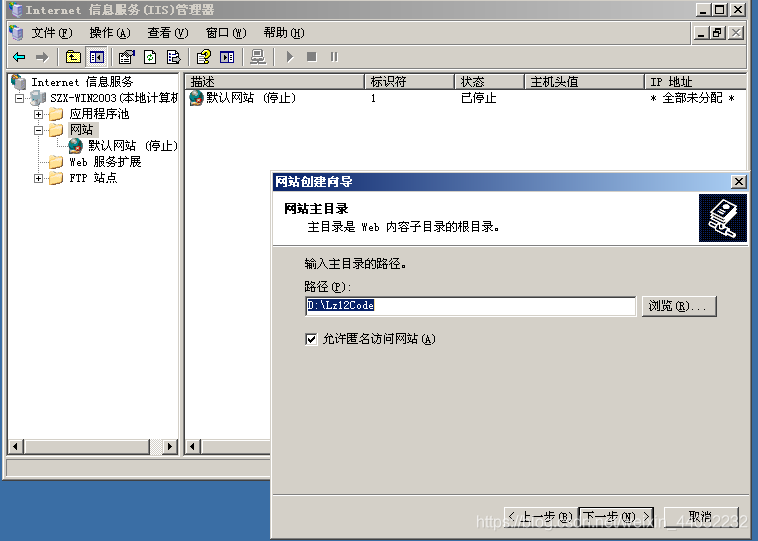 Internet 信息服务(IIS)管理器
文件(F) 操作(A) 查看(V) 窗口(W) 帮助(H)
Internet 信息服务
SZX-WIN2003(本地计算机
应用程序池
网站
默认网站 (停止)
Web 服务扩展
FTP 站点
描述 标识符 状态 主机头值 IP 地址
默认网站 (停止) 1 已停止 * 全部未分配 *
网站创建向导
网站主目录
主目录是 Web 内容子目录的根目录。
输入主目录的路径。
路径(P):
D:\Lz12Code
浏览(R)...
允许匿名访问网站(A)
< 上一步(B) 下一步(N) > 取消